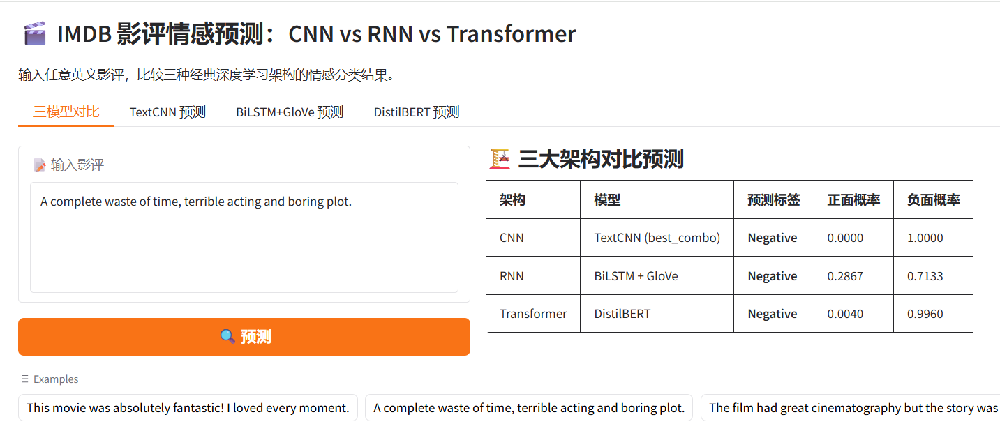 🎬 IMDB 影评情感预测：CNN vs RNN vs Transformer
输入任意英文影评，比较三种经典深度学习架构的情感分类结果。
三模型对比 TextCNN 预测 BiLSTM+GloVe 预测 DistilBERT 预测
📝 输入影评
A complete waste of time, terrible acting and boring plot.
🔍 预测
🏗️ 三大架构对比预测
架构 模型 预测标签 正面概率 负面概率
CNN TextCNN (best_combo) Negative 0.0000 1.0000
RNN BiLSTM + GloVe Negative 0.2867 0.7133
Transformer DistilBERT Negative 0.0040 0.9960
Examples
This movie was absolutely fantastic! I loved every moment.
A complete waste of time, terrible acting and boring plot.
The film had great cinematography but the story was